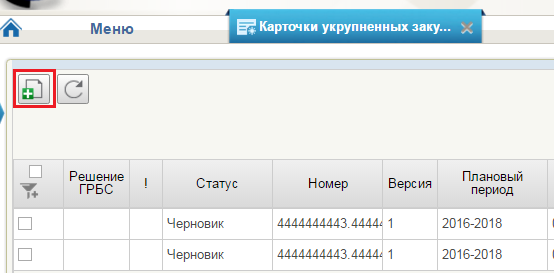 Меню
Карточки укрупненных заку...
Решение ГРБС ! Статус Номер Версия Плановый период
Черновик 4444444443.44444 1 2016-2018
Черновик 4444444443.44444 1 2016-2018